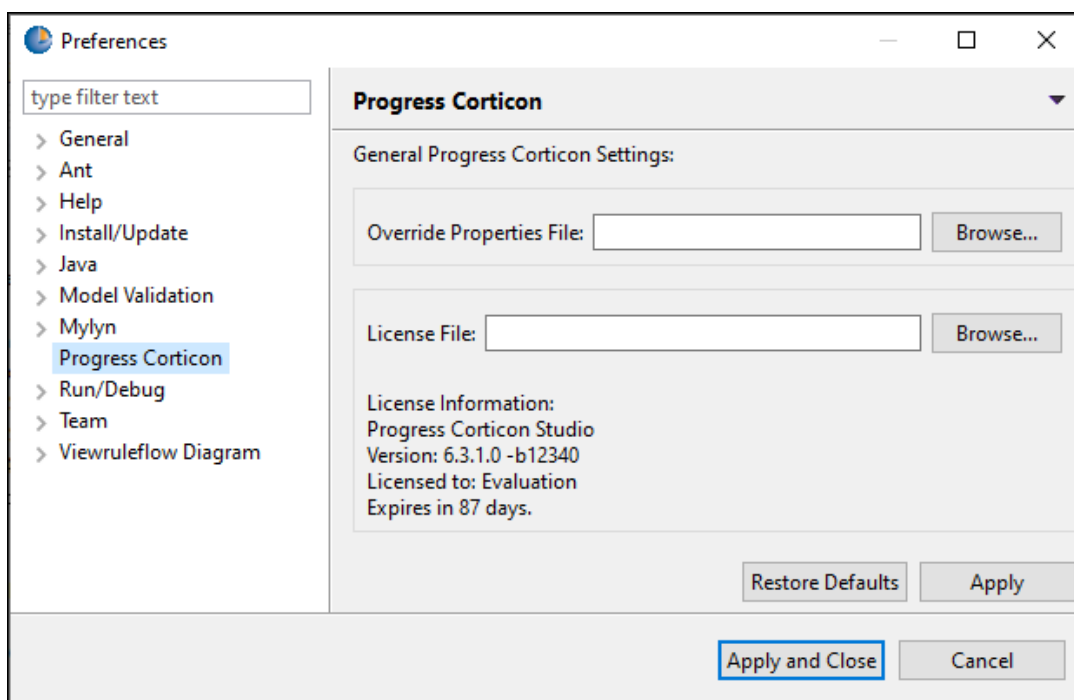 Preferences
type filter text
General
Ant
Help
Install/Update
Java
Model Validation
Mylyn
Progress Corticon
Run/Debug
Team
Viewruleflow Diagram
Progress Corticon
General Progress Corticon Settings:
Override Properties File:
Browse...
License File:
Browse...
License Information:
Progress Corticon Studio
Version: 6.3.1.0 -b12340
Licensed to: Evaluation
Expires in 87 days.
Restore Defaults
Apply
Apply and Close
Cancel